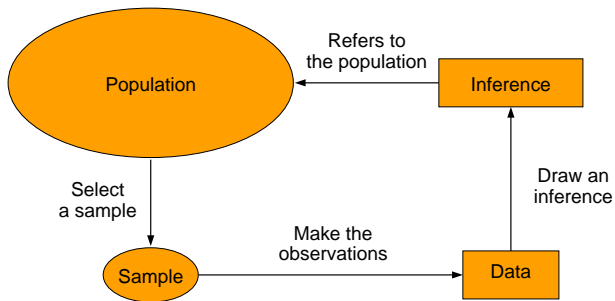 Refers to
the population
Population
Inference
Select
a sample
Draw an
inference
Make the
observations
Sample
Data